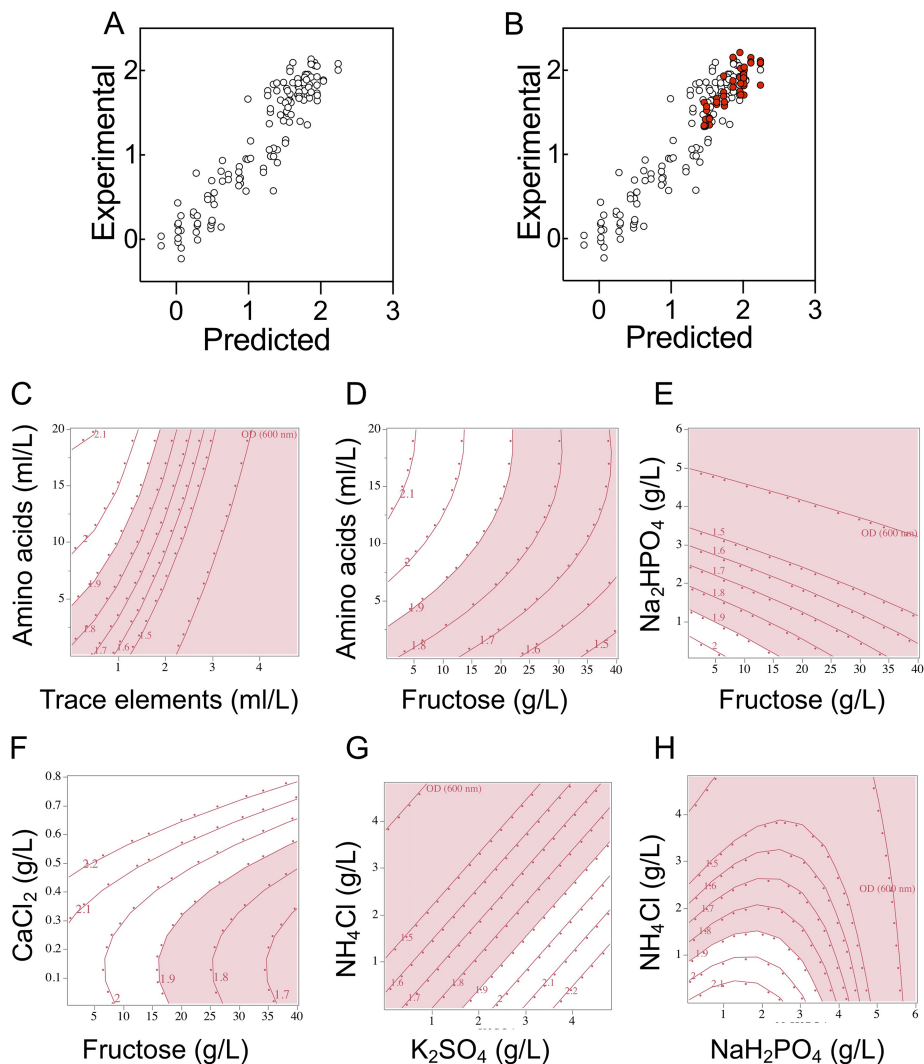 A
B
Experimental
2
1
0
0 1 2 3
Predicted
Experimental
2
1
0
0 1 2 3
Predicted
C
D
E
Amino acids (ml/L)
20
15
10
5
2.1
2
1.9
1.8
1.7
1.6
1.5
OD (600 nm)
1 2 3 4
Trace elements (ml/L)
Amino acids (ml/L)
20
15
10
5
2.1
2
1.9
1.8
1.7
1.6
1.5
5 10 15 20 25 30 35 40
Fructose (g/L)
Na2HPO4 (g/L)
6
5
4
3
2
1
OD (600 nm)
1.5
1.6
1.7
1.8
1.9
2
5 10 15 20 25 30 35 40
Fructose (g/L)
F
G
H
CaCl2 (g/L)
0.8
0.7
0.6
0.5
0.4
0.3
0.2
0.1
2.2
2.1
2
1.9
1.8
1.7
5 10 15 20 25 30 35 40
Fructose (g/L)
NH4Cl (g/L)
4
3
2
1
OD (600 nm)
1.5
1.6
1.7
1.8
1.9
2
2.1
2.2
1 2 3 4
K2SO4 (g/L)
NH4Cl (g/L)
4
3
2
1
1.5
1.6
1.7
1.8
1.9
2
2.1
OD (600 nm)
0 1 2 3 4 5 6
NaH2PO4 (g/L)